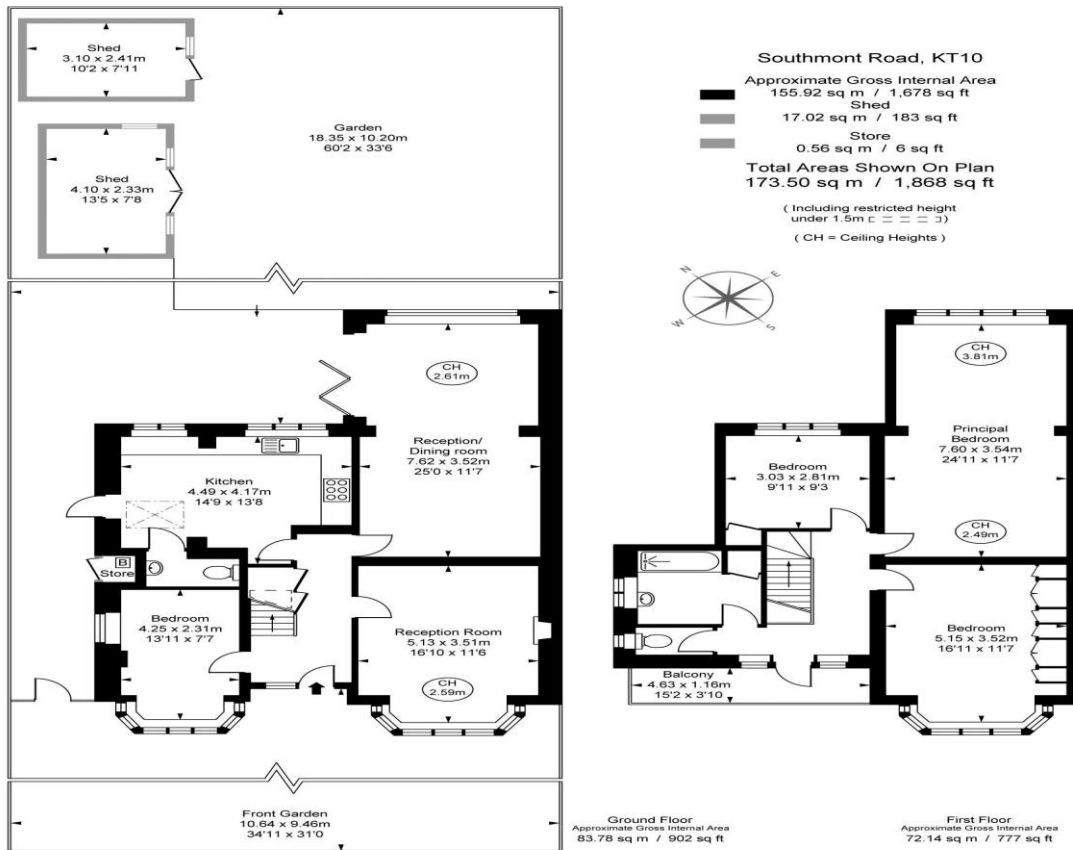 Southmont Road, KT10
Approximate Gross Internal Area
155.92 sq m / 1,678 sq ft
Shed
17.02 sq m / 183 sq ft
Store
0.56 sq m / 6 sq ft
Total Areas Shown On Plan
173.50 sq m / 1,868 sq ft
( Including restricted height
under 1.5m )
( CH = Ceiling Heights )
N
E
W
S
Shed
3.10 x 2.41m
10'2 x 7'11
Shed
4.10 x 2.33m
13'5 x 7'8
Garden
18.35 x 10.20m
60'2 x 33'6
CH
2.61m
Reception/
Dining room
7.62 x 3.52m
25'0 x 11'7
Kitchen
4.49 x 4.17m
14'9 x 13'8
B
Store
Bedroom
4.25 x 2.31m
13'11 x 7'7
Reception Room
5.13 x 3.51m
16'10 x 11'6
CH
2.59m
Front Garden
10.64 x 9.46m
34'11 x 31'0
Ground Floor
Approximate Gross Internal Area
83.78 sq m / 902 sq ft
CH
3.81m
Principal
Bedroom
7.60 x 3.54m
24'11 x 11'7
CH
2.49m
Bedroom
3.03 x 2.81m
9'11 x 9'3
Bedroom
5.15 x 3.52m
16'11 x 11'7
Balcony
4.63 x 1.16m
15'2 x 3'10
First Floor
Approximate Gross Internal Area
72.14 sq m / 777 sq ft